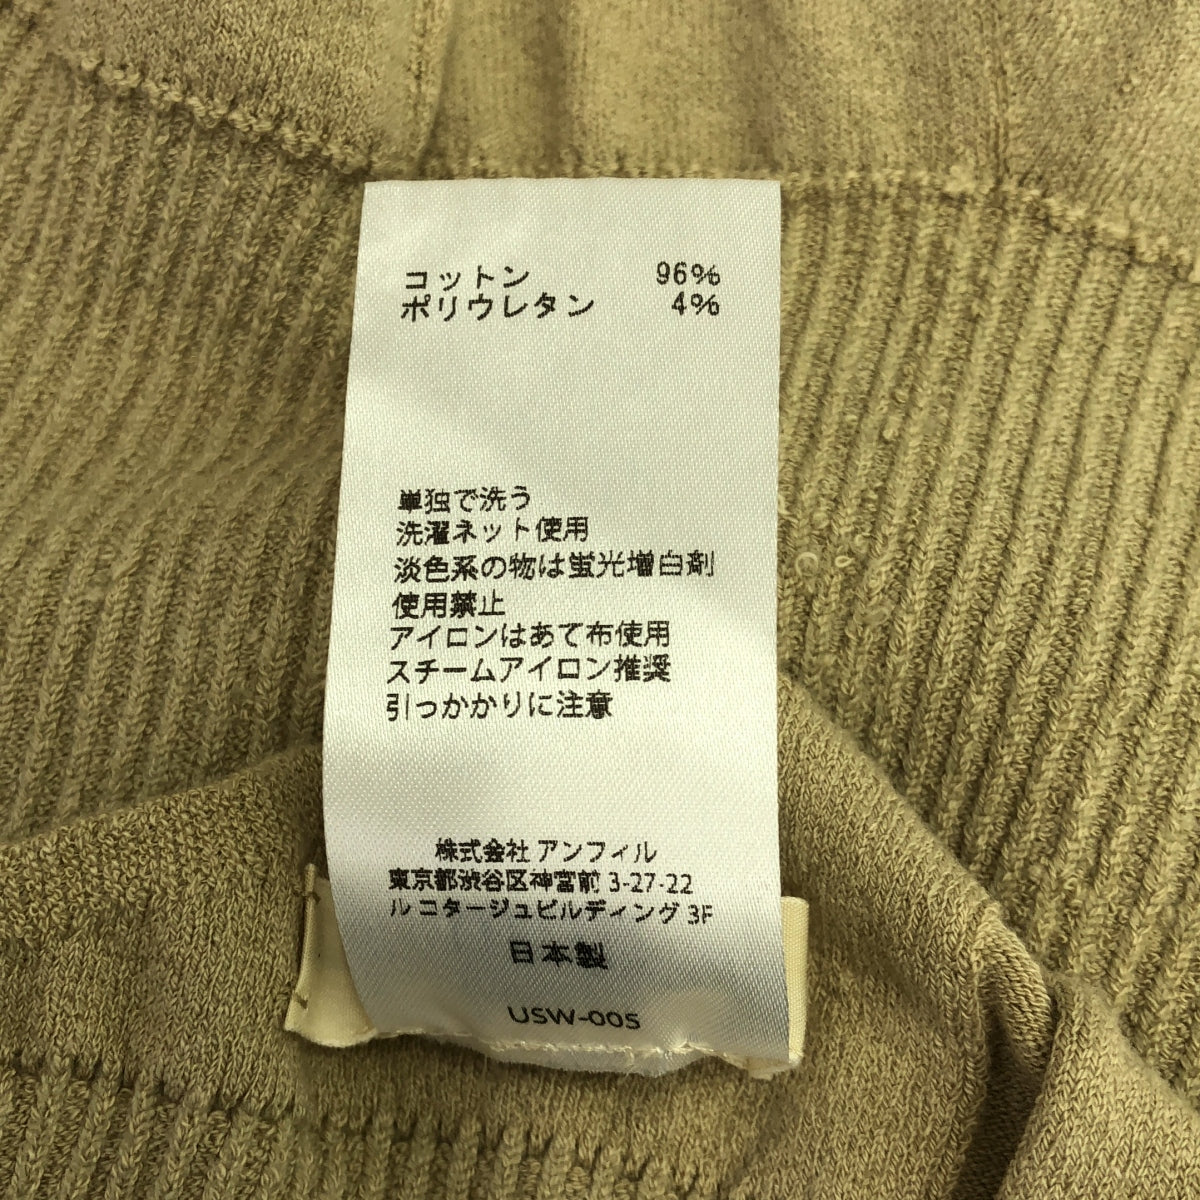 コットン 96%
ポリウレタン 4%
単独で洗う
洗濯ネット使用
淡色系の物は蛍光増白剤
使用禁止
アイロンはあて布使用
スチームアイロン推奨
引っかかりに注意
株式会社 アンフィル
東京都渋谷区神宮前 3-27-22
ル コタージュビルディング 3F
日本製
USW-005